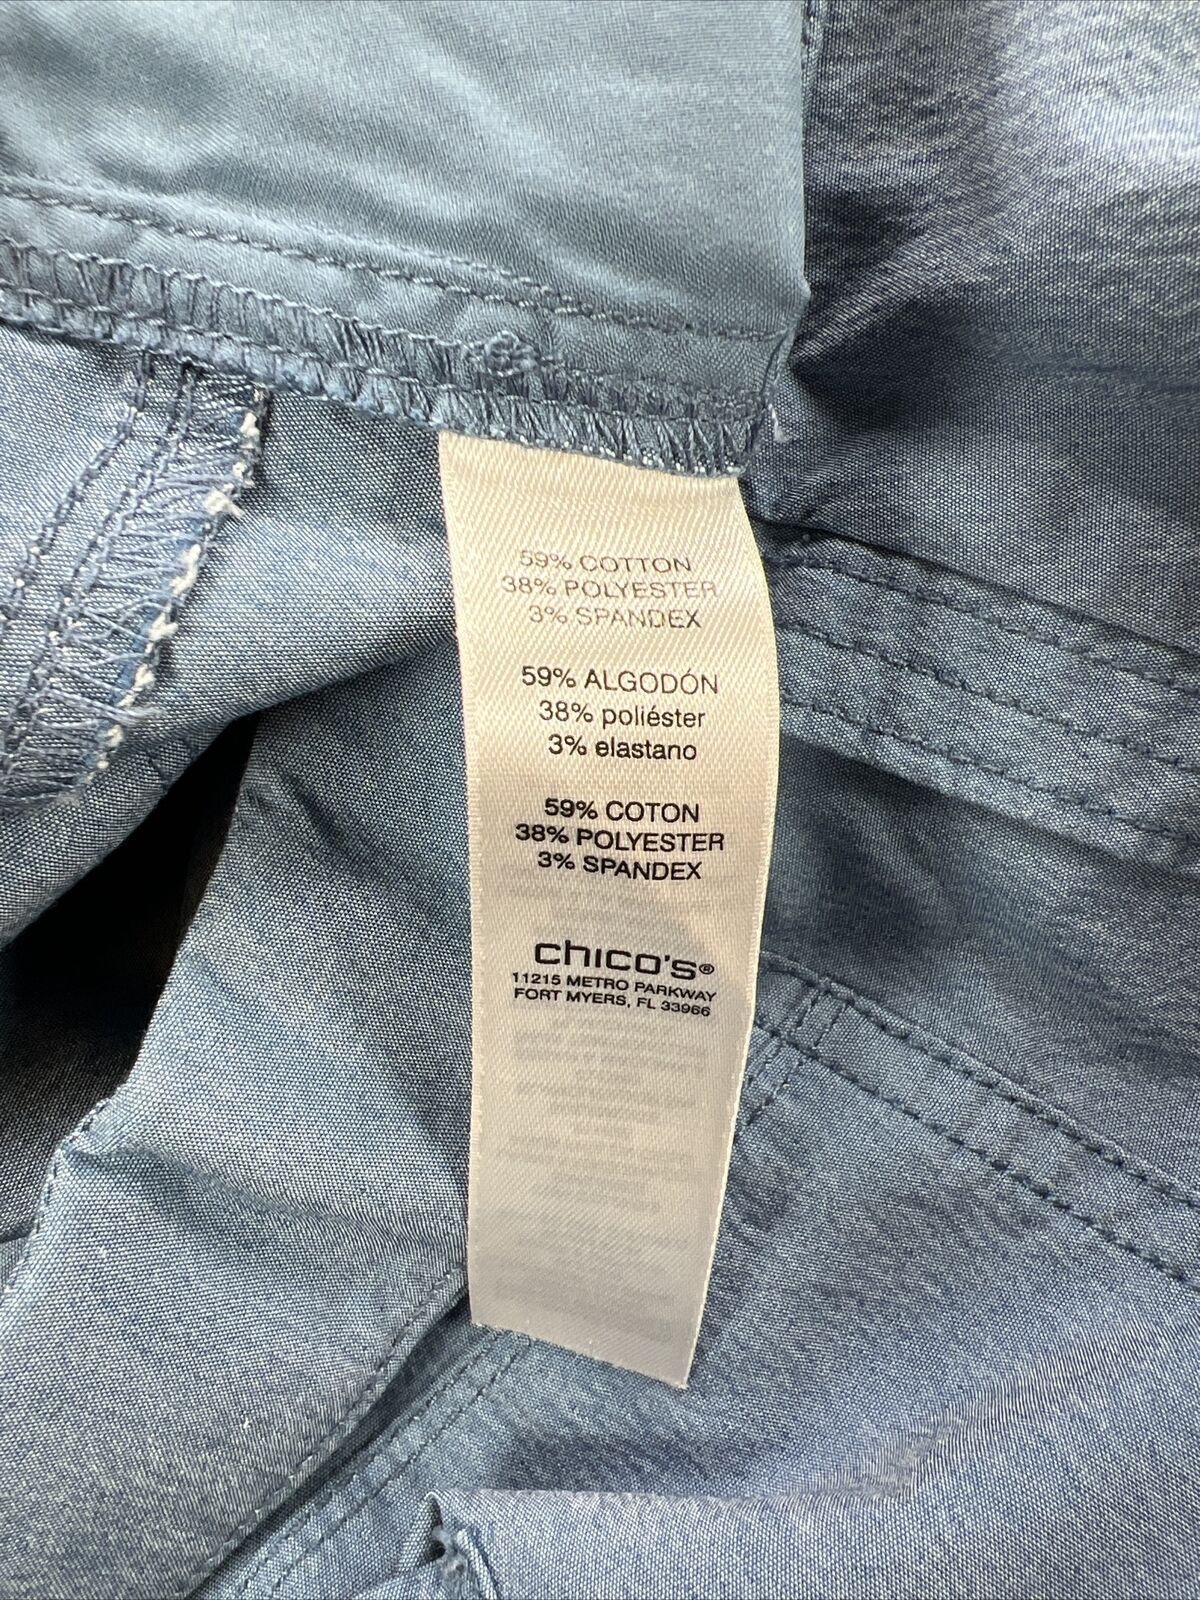 59% COTTON
38% POLYESTER
3% SPANDEX
59% ALGODÓN
38% poliéster
3% elastano
59% COTON
38% POLYESTER
3% SPANDEX
chico's®
11215 METRO PARKWAY
FORT MYERS, FL 33966